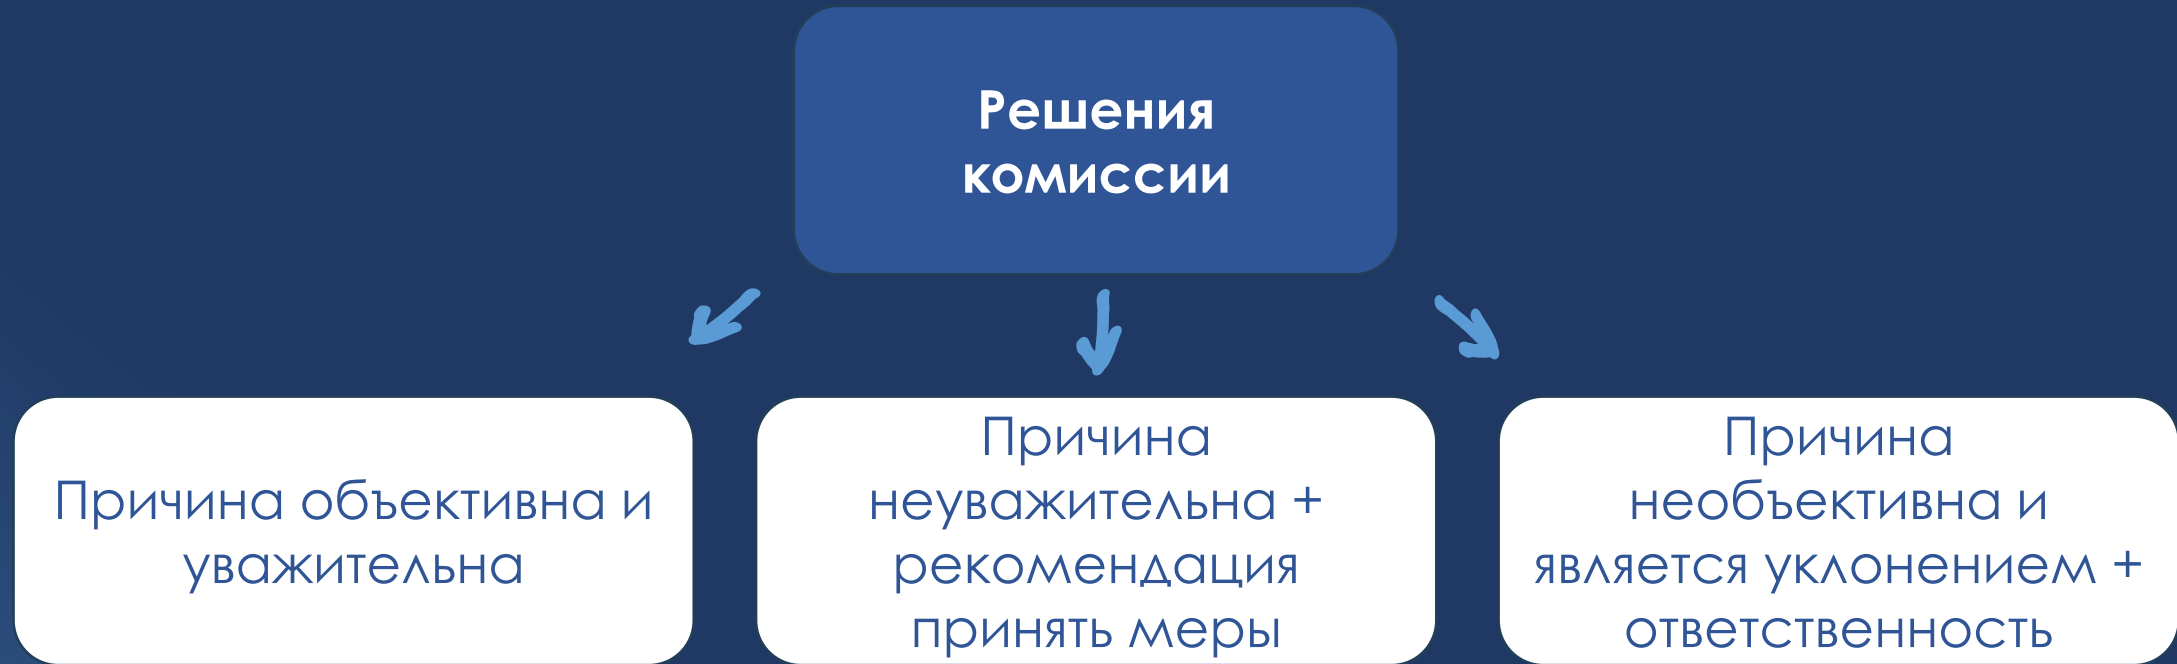 Решения
комиссии
Причина объективна и
уважительна
Причина
неуважительна +
рекомендация
принять меры
Причина
необъективна и
является уклонением +
ответственность